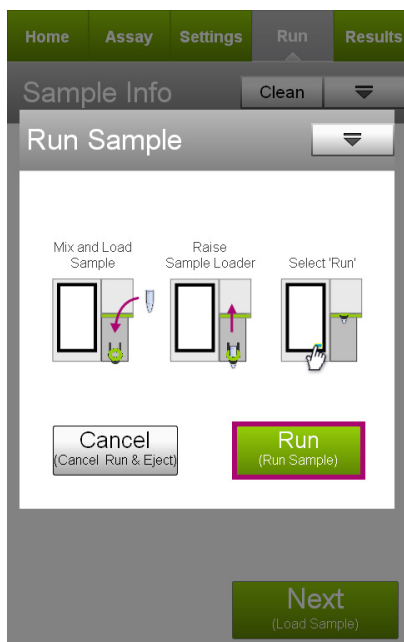 Home Assay Settings Run Results
Sample Info Clean
Run Sample
Mix and Load
Sample
Raise
Sample Loader
Select 'Run'
Cancel
(Cancel Run & Eject)
Run
(Run Sample)
Next
(Load Sample)